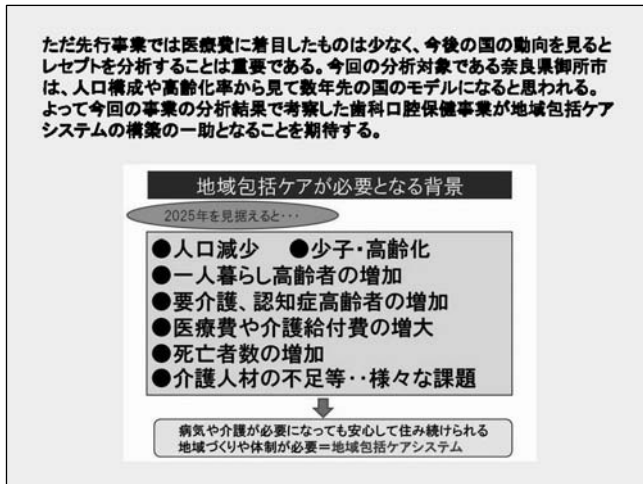 ただ先行事業では医療費に着目したものは少なく、今後の国の動向を見ると
レセプトを分析することは重要である。今回の分析対象である奈良県御所市
は、人口構成や高齢化率から見て数年先の国のモデルになると思われる。
よって今回の事業の分析結果で考察した歯科口腔保健事業が地域包括ケア
システムの構築の一助となることを期待する。
地域包括ケアが必要となる背景
2025年を見据えると・・・
●人口減少　●少子・高齢化
●一人暮らし高齢者の増加
●要介護、認知症高齢者の増加
●医療費や介護給付費の増大
●死亡者数の増加
●介護人材の不足等・・様々な課題
病気や介護が必要になっても安心して住み続けられる
地域づくりや体制が必要＝地域包括ケアシステム